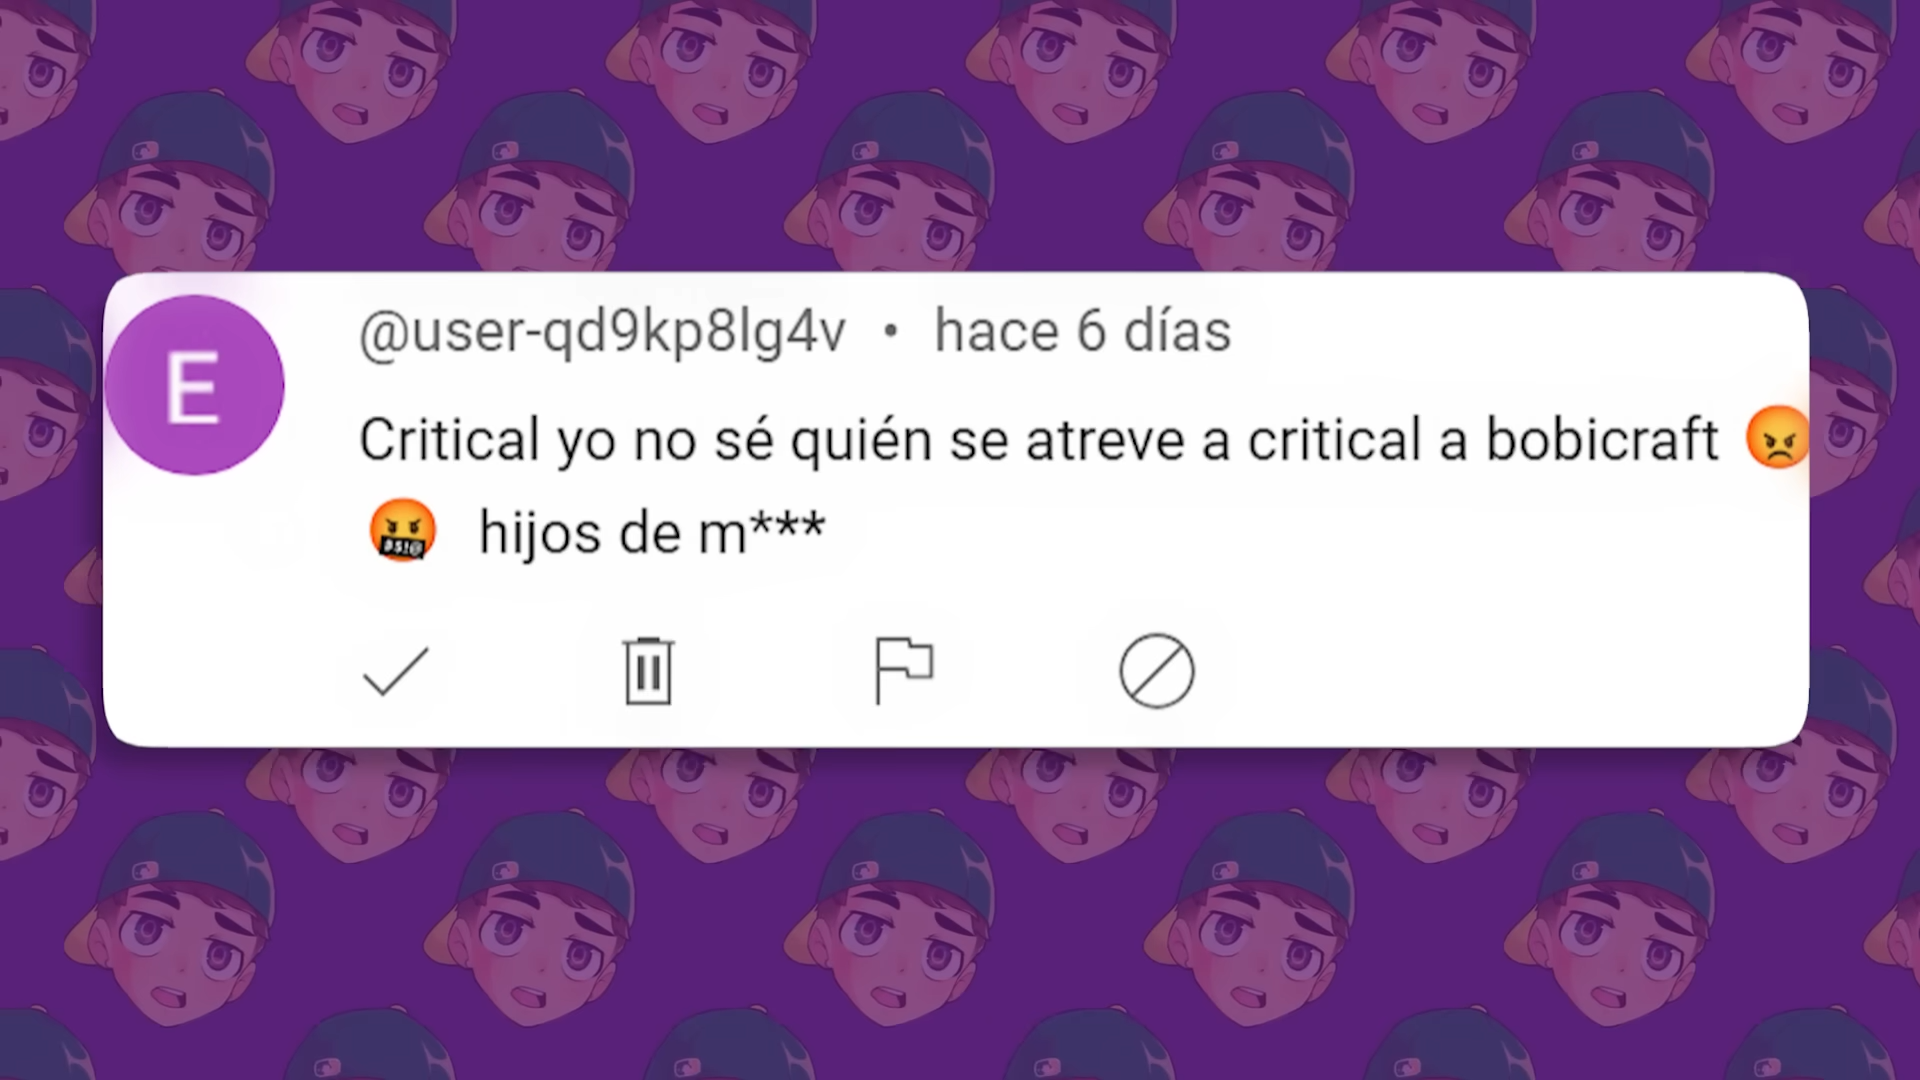 E
@user-qd9kp8lg4v • hace 6 días
Critical yo no sé quién se atreve a critical a bobicraft 😡
🤬 hijos de m***